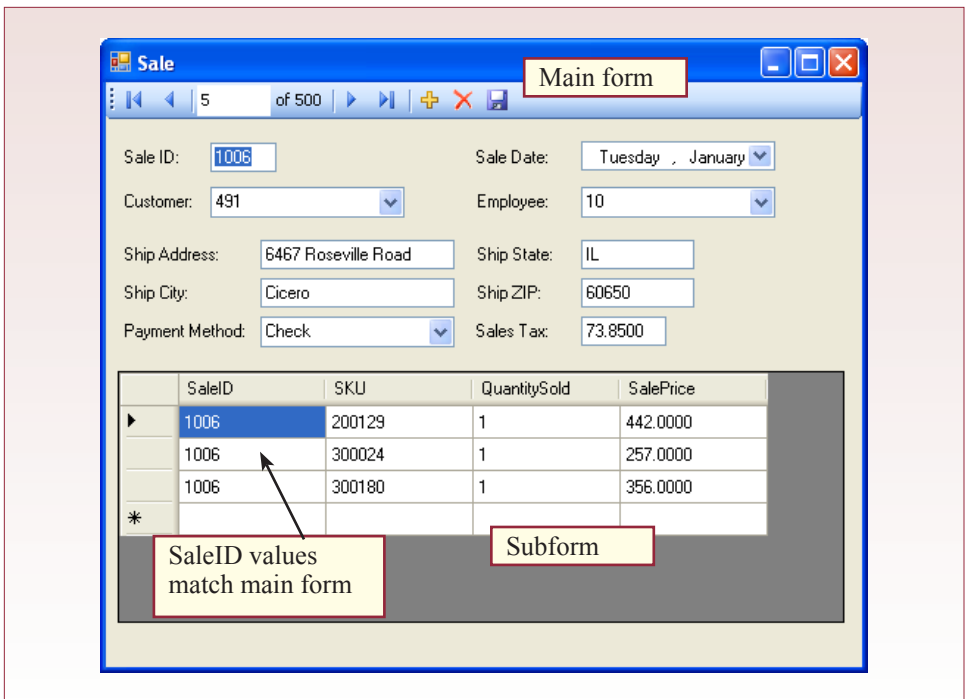 Sale
Main form
5 of 500
Sale ID: 1006 Sale Date: Tuesday , January
Customer: 491 Employee: 10
Ship Address: 6467 Roseville Road Ship State: IL
Ship City: Cicero Ship ZIP: 60650
Payment Method: Check Sales Tax: 73.8500
SaleID SKU QuantitySold SalePrice
1006 200129 1 442.0000
1006 300024 1 257.0000
1006 300180 1 356.0000
SaleID values
match main form
Subform